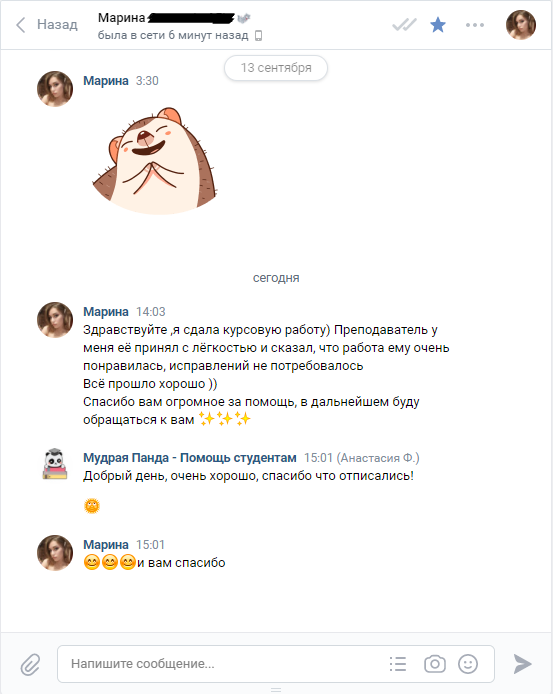 Назад
Марина
была в сети 6 минут назад
13 сентября
Марина 3:30
сегодня
Марина 14:03
Здравствуйте ,я сдала курсовую работу) Преподаватель у
меня её принял с лёгкостью и сказал, что работа ему очень
понравилась, исправлений не потребовалось
Всё прошло хорошо ))
Спасибо вам огромное за помощь, в дальнейшем буду
обращаться к вам ✨✨✨
Мудрая Панда - Помощь студентам 15:01 (Анастасия Ф.)
Добрый день, очень хорошо, спасибо что отписались!
Марина 15:01
😊😊😊и вам спасибо
Напишите сообщение...